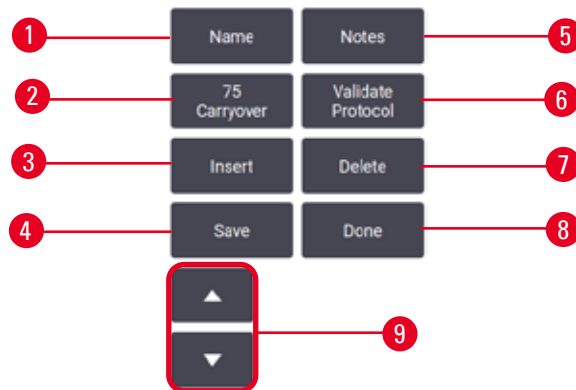 1 Name Notes 5
2 75 Carryover Validate Protocol 6
3 Insert Delete 7
4 Save Done 8
9